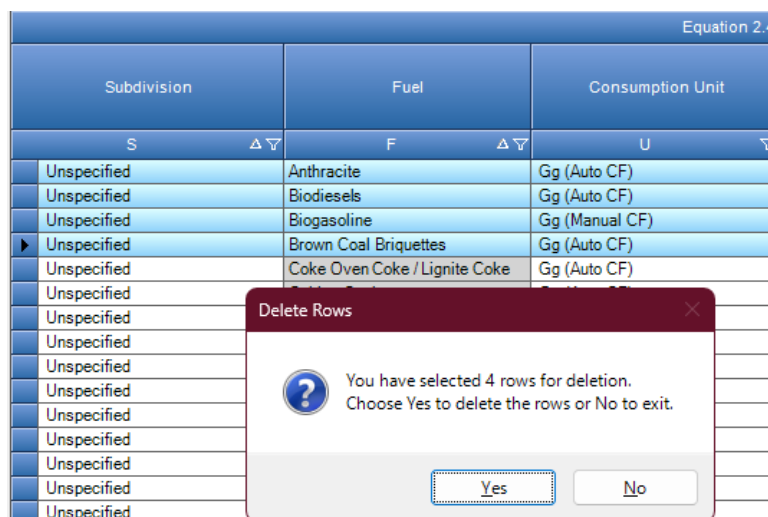 Equation 2.4
Subdivision Fuel Consumption Unit
S F U
Unspecified Anthracite Gg (Auto CF)
Unspecified Biodiesels Gg (Auto CF)
Unspecified Biogasoline Gg (Manual CF)
Unspecified Brown Coal Briquettes Gg (Auto CF)
Unspecified Coke Oven Coke / Lignite Coke Gg (Auto CF)
Unspecified
Delete Rows
Unspecified
Unspecified
Unspecified
You have selected 4 rows for deletion.
Unspecified
Choose Yes to delete the rows or No to exit.
Unspecified
Unspecified
Unspecified
Unspecified Yes No
Unspecified